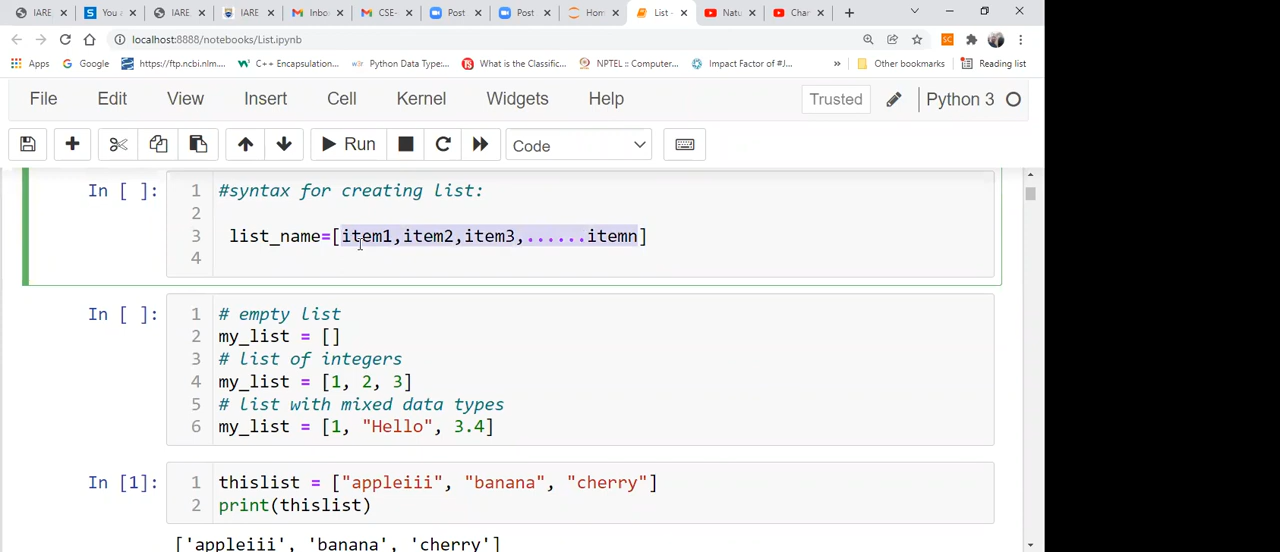 IARE IARE IARE You a Inbo CSE- Post Post Hom List - Natu Char
localhost:8888/notebooks/List.ipynb
SC
Apps Google https://ftp.ncbi.nlm.... C++ Encapsulation... Python Data Type:... What is the Classific... NPTEL :: Computer... Impact Factor of #J... » Other bookmarks Reading list
File Edit View Insert Cell Kernel Widgets Help Trusted Python 3
Run Code
In [ ]: 1 #syntax for creating list:
2
3 list_name=[item1,item2,item3,......itemn]
4
In [ ]: 1 # empty list
2 my_list = []
3 # list of integers
4 my_list = [1, 2, 3]
5 # list with mixed data types
6 my_list = [1, "Hello", 3.4]
In [1]: 1 thislist = ["appleiii", "banana", "cherry"]
2 print(thislist)
['appleiii', 'banana', 'cherry']